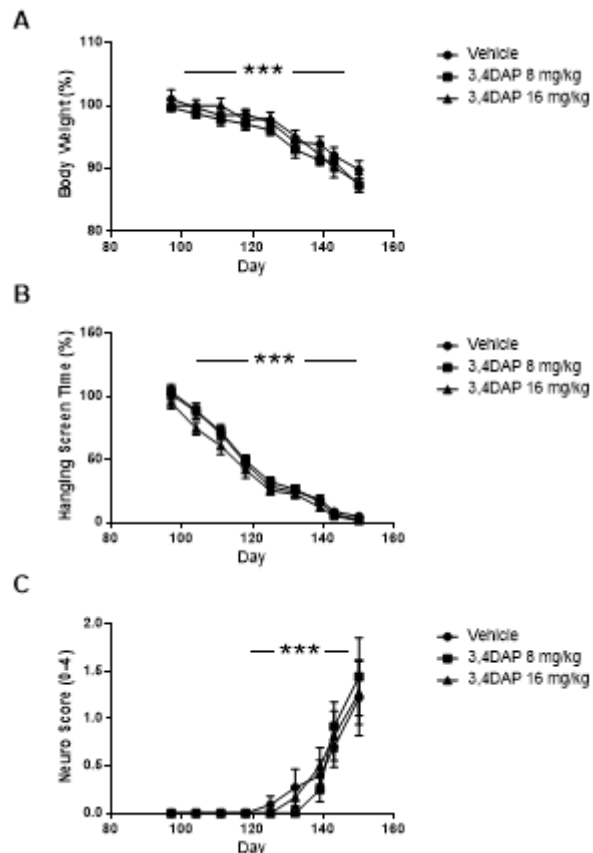 A
110
100
90
80
Body Weight (%)
80 100 120 140 160
Day
***
Vehicle
3,4DAP 8 mg/kg
3,4DAP 16 mg/kg
B
150
100
50
0
Hanging Screen Time (%)
80 100 120 140 160
Day
***
Vehicle
3,4DAP 8 mg/kg
3,4DAP 16 mg/kg
C
2.0
1.5
1.0
0.5
0.0
Neuro Score (0-4)
80 100 120 140 160
Day
***
Vehicle
3,4DAP 8 mg/kg
3,4DAP 16 mg/kg